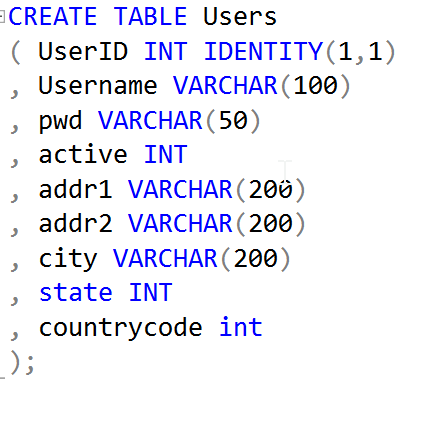 CREATE TABLE Users
( UserID INT IDENTITY(1,1)
, Username VARCHAR(100)
, pwd VARCHAR(50)
, active INT
, addr1 VARCHAR(200)
, addr2 VARCHAR(200)
, city VARCHAR(200)
, state INT
, countrycode int
);